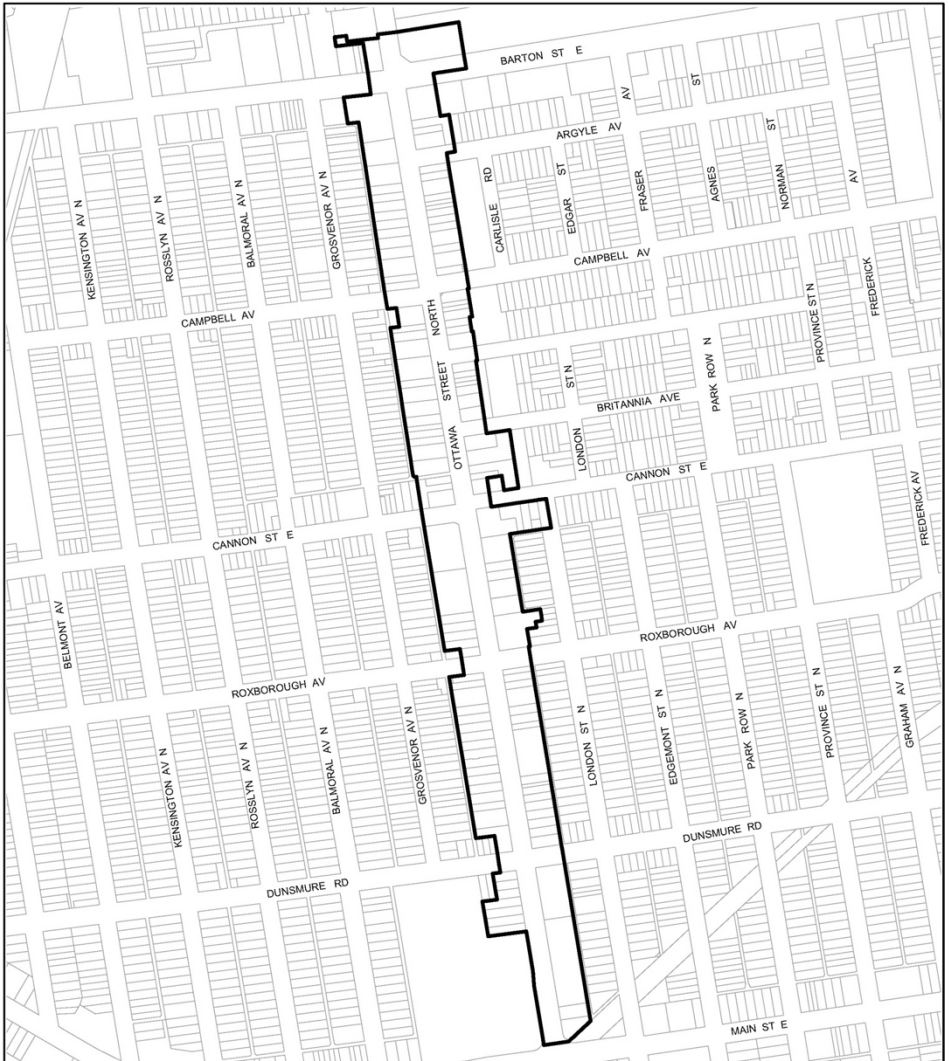 BARTON ST E
ARGYLE AV
AV
ST
ST
ST
AV
CARLISLE RD
EDGAR
FRASER
AGNES
NORMAN
KENSINGTON AV N
ROSSLYN AV N
BALMORAL AV N
GROSVENOR AV N
CAMPBELL AV
CAMPBELL AV
OTTAWA STREET NORTH
PROVINCE ST N
FREDERICK
PARK ROW N
LONDON ST N
BRITANNIA AVE
CANNON ST E
CANNON ST E
FREDERICK AV
BELMONT AV
ROXBOROUGH AV
ROXBOROUGH AV
KENSINGTON AV N
ROSSLYN AV N
BALMORAL AV N
GROSVENOR AV N
LONDON ST N
EDGEMONT ST N
PARK ROW N
PROVINCE ST N
GRAHAM AV N
DUNSMURE RD
DUNSMURE RD
MAIN ST E